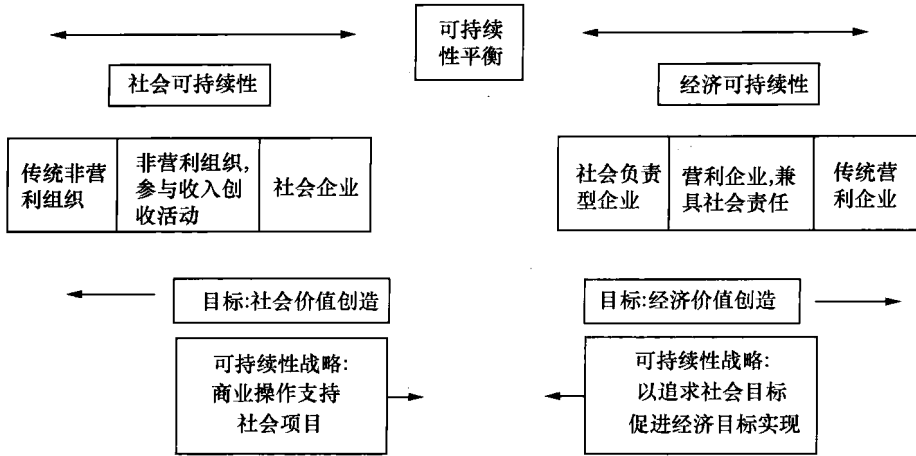 可持续
性平衡
社会可持续性
经济可持续性
传统非营
利组织
非营利组织,
参与收入创
收活动
社会企业
社会负责
型企业
营利企业,兼
具社会责任
传统营
利企业
目标:社会价值创造
目标:经济价值创造
可持续性战略:
商业操作支持
社会项目
可持续性战略:
以追求社会目标
促进经济目标实现